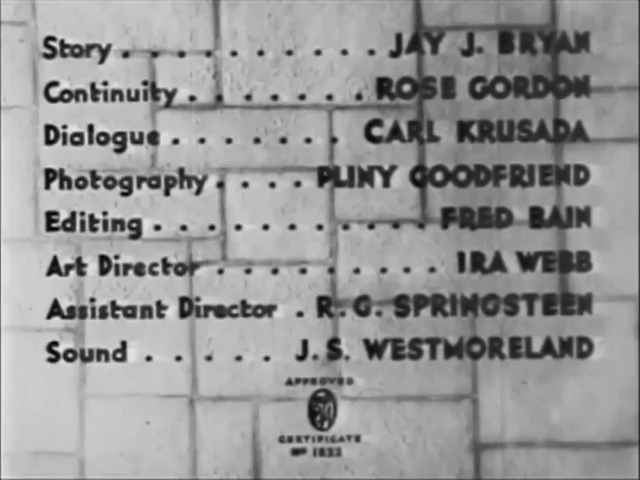 Story . . . . . . . . . . JAY J. BRYAN
Continuity . . . . . . . ROSE GORDON
Dialogue . . . . . . . CARL KRUSADA
Photography . . . . PLINY GOODFRIEND
Editing . . . . . . . . . . . FRED BAIN
Art Director . . . . . . . . . IRA WEBB
Assistant Director . R. G. SPRINGSTEEN
Sound . . . . . J. S. WESTMORELAND
APPROVED
CERTIFICATE